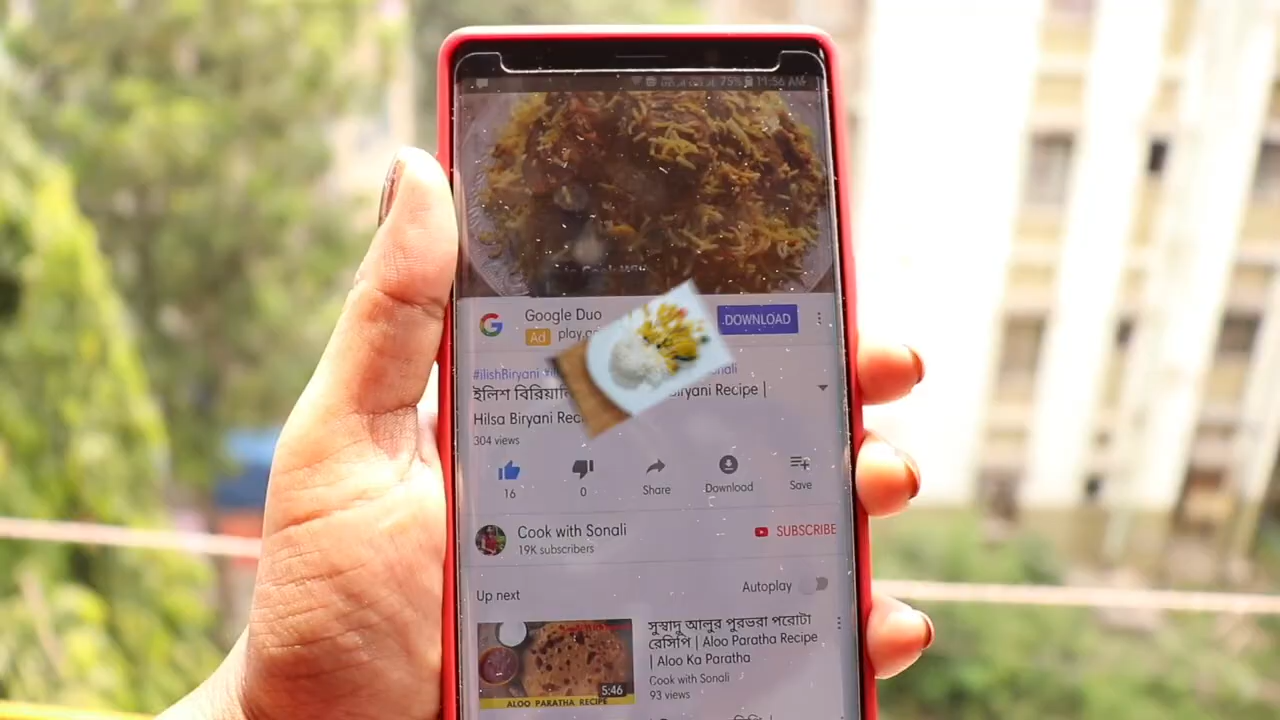 75% 11:56 AM
Google Duo
Ad
DOWNLOAD
#ilishBiryani
ইলিশ বিরিয়ানি
Biryani Recipe |
Hilsa Biryani
304 views
16
0
Share
Download
Save
Cook with Sonali
19K subscribers
SUBSCRIBE
Up next
Autoplay
সুস্বাদু আলুর পুরভরা পরোটা
রেসিপি | Aloo Paratha Recipe
| Aloo Ka Paratha
Cook with Sonali
93 views
5:46
ALOO PARATHA RECIPE